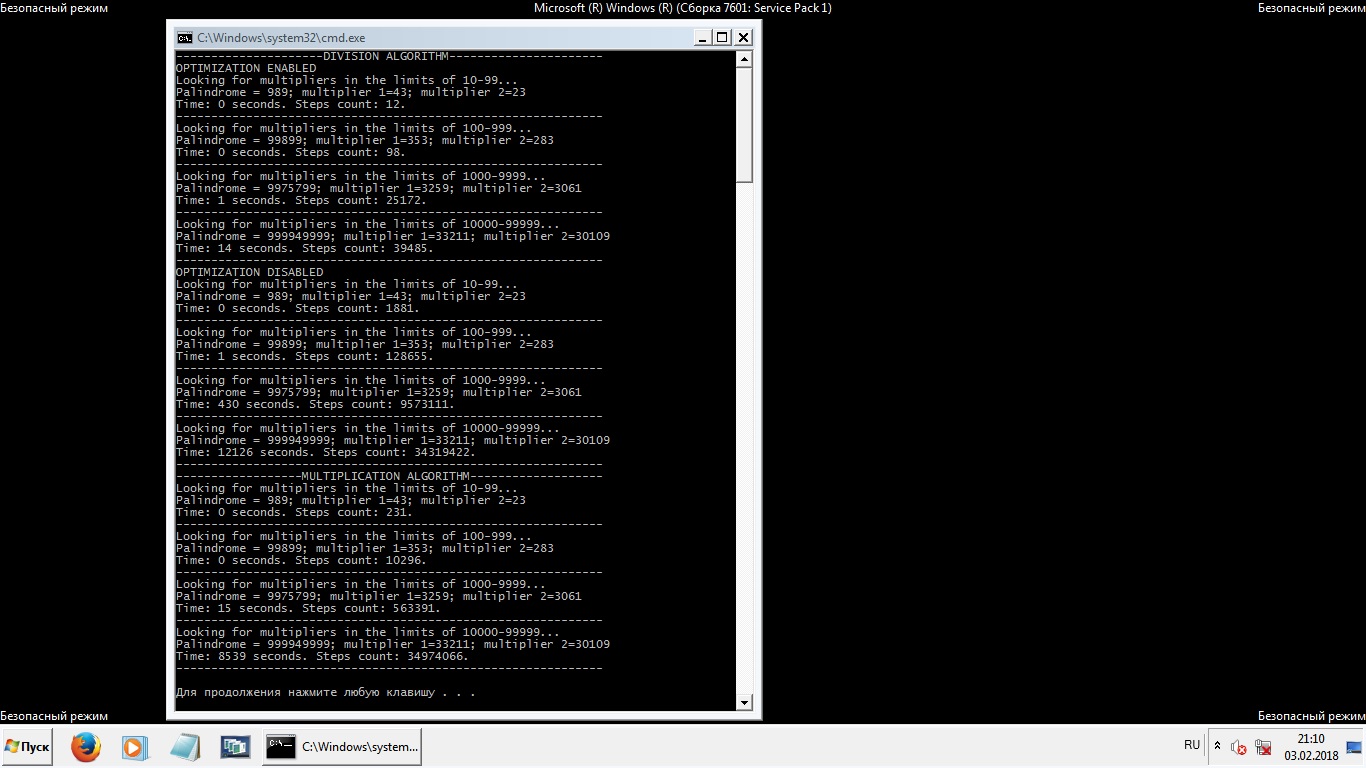 Безопасный режим
Microsoft (R) Windows (R) (Сборка 7601: Service Pack 1)
Безопасный режим
C:\Windows\system32\cmd.exe
---------------------DIVISION ALGORITHM----------------------
OPTIMIZATION ENABLED
Looking for multipliers in the limits of 10-99...
Palindrome = 989; multiplier 1=43; multiplier 2=23
Time: 0 seconds. Steps count: 12.
-------------------------------------------------------------
Looking for multipliers in the limits of 100-999...
Palindrome = 99899; multiplier 1=353; multiplier 2=283
Time: 0 seconds. Steps count: 98.
-------------------------------------------------------------
Looking for multipliers in the limits of 1000-9999...
Palindrome = 9975799; multiplier 1=3259; multiplier 2=3061
Time: 1 seconds. Steps count: 25172.
-------------------------------------------------------------
Looking for multipliers in the limits of 10000-99999...
Palindrome = 999949999; multiplier 1=33211; multiplier 2=30109
Time: 14 seconds. Steps count: 39485.
-------------------------------------------------------------
OPTIMIZATION DISABLED
Looking for multipliers in the limits of 10-99...
Palindrome = 989; multiplier 1=43; multiplier 2=23
Time: 0 seconds. Steps count: 1881.
-------------------------------------------------------------
Looking for multipliers in the limits of 100-999...
Palindrome = 99899; multiplier 1=353; multiplier 2=283
Time: 1 seconds. Steps count: 128655.
-------------------------------------------------------------
Looking for multipliers in the limits of 1000-9999...
Palindrome = 9975799; multiplier 1=3259; multiplier 2=3061
Time: 430 seconds. Steps count: 9573111.
-------------------------------------------------------------
Looking for multipliers in the limits of 10000-99999...
Palindrome = 999949999; multiplier 1=33211; multiplier 2=30109
Time: 12126 seconds. Steps count: 34319422.
-------------------------------------------------------------
------------------MULTIPLICATION ALGORITHM-------------------
Looking for multipliers in the limits of 10-99...
Palindrome = 989; multiplier 1=43; multiplier 2=23
Time: 0 seconds. Steps count: 231.
-------------------------------------------------------------
Looking for multipliers in the limits of 100-999...
Palindrome = 99899; multiplier 1=353; multiplier 2=283
Time: 0 seconds. Steps count: 10296.
-------------------------------------------------------------
Looking for multipliers in the limits of 1000-9999...
Palindrome = 9975799; multiplier 1=3259; multiplier 2=3061
Time: 15 seconds. Steps count: 563391.
-------------------------------------------------------------
Looking for multipliers in the limits of 10000-99999...
Palindrome = 999949999; multiplier 1=33211; multiplier 2=30109
Time: 8539 seconds. Steps count: 34974066.
-------------------------------------------------------------
Для продолжения нажмите любую клавишу . . .
Безопасный режим
Безопасный режим
Пуск
C:\Windows\system...
RU
21:10
03.02.2018